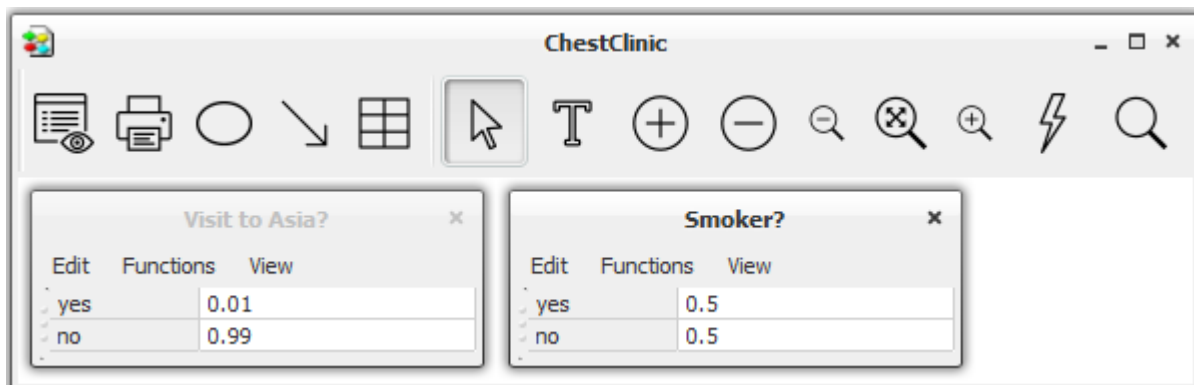 ChestClinic
T
Visit to Asia?
Edit Functions View
yes 0.01
no 0.99
Smoker?
Edit Functions View
yes 0.5
no 0.5